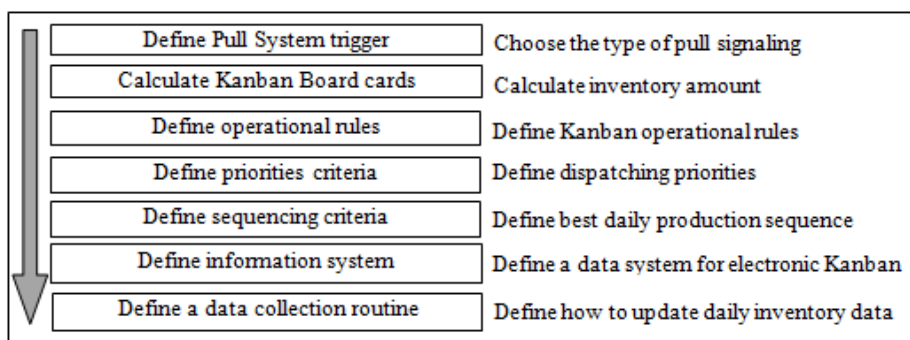 Define Pull System trigger Choose the type of pull signaling
Calculate Kanban Board cards Calculate inventory amount
Define operational rules Define Kanban operational rules
Define priorities criteria Define dispatching priorities
Define sequencing criteria Define best daily production sequence
Define information system Define a data system for electronic Kanban
Define a data collection routine Define how to update daily inventory data